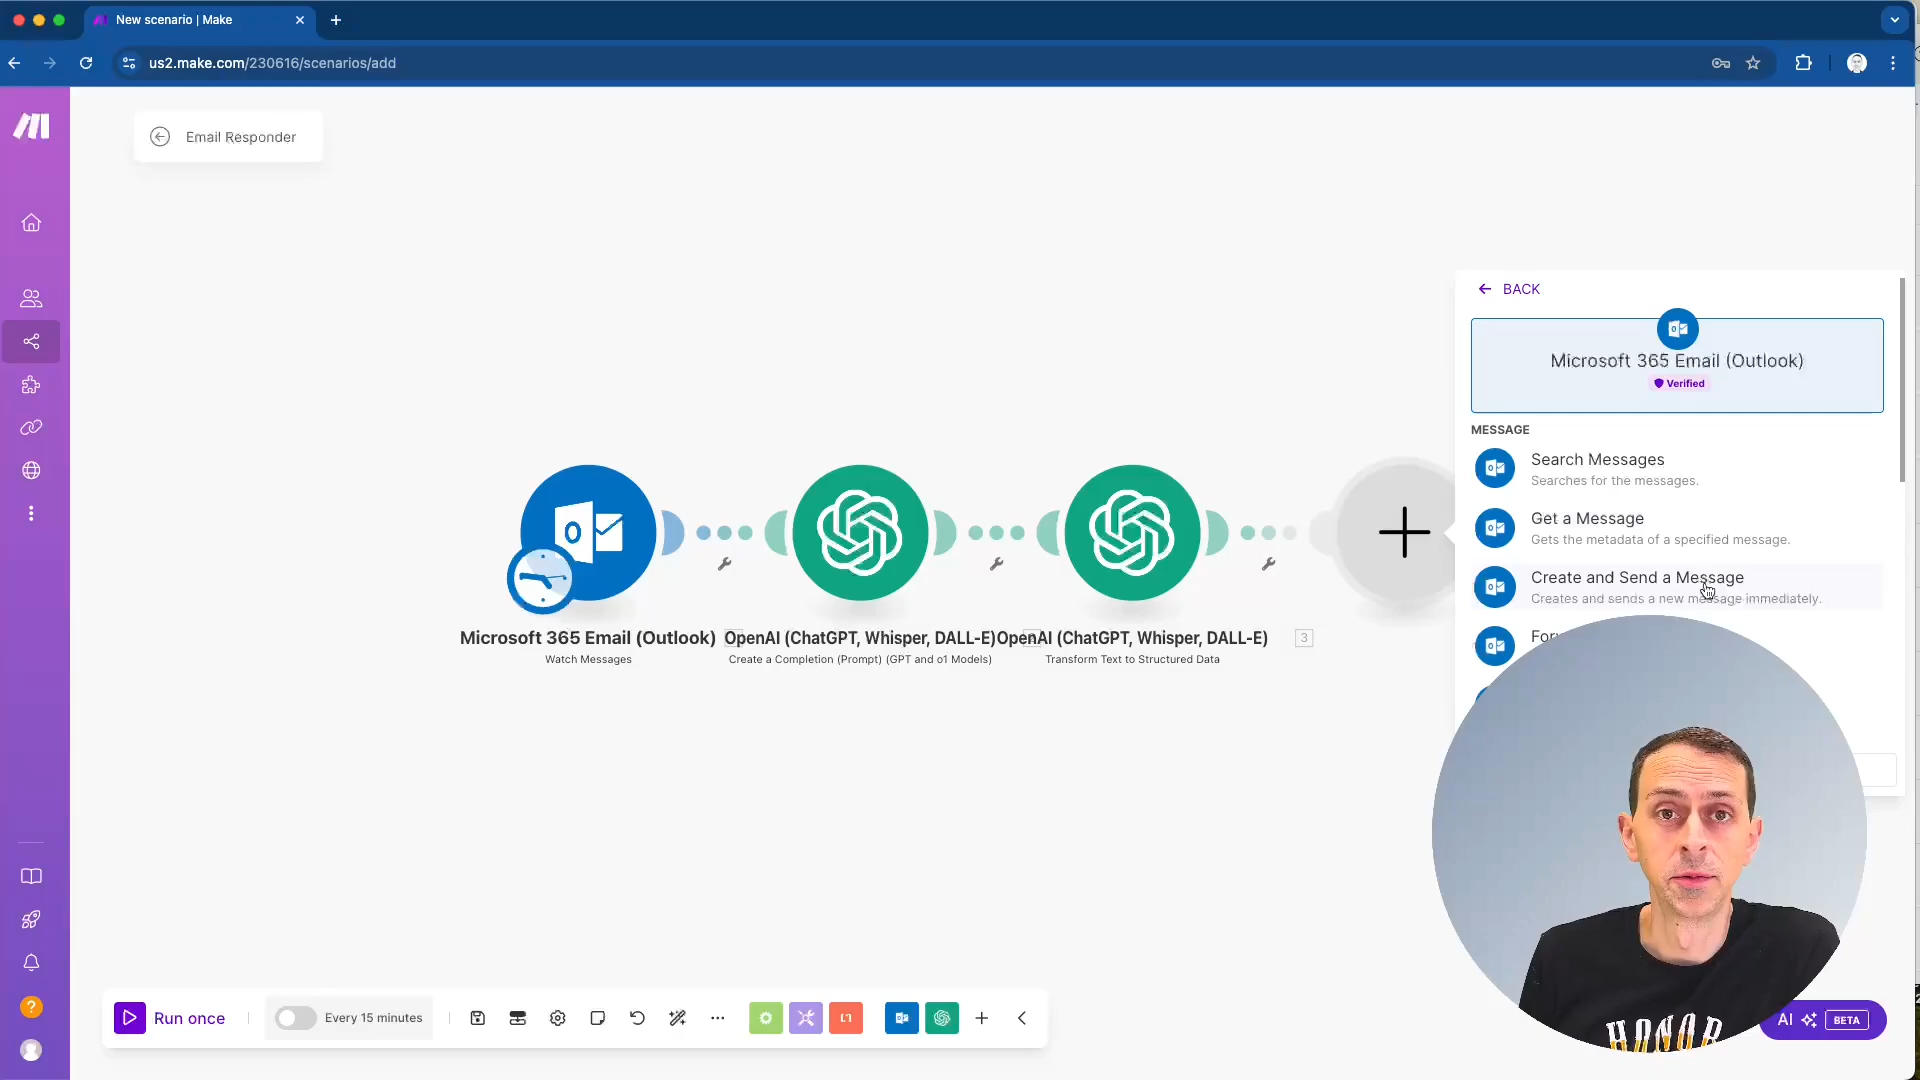 New scenario | Make
us2.make.com/230616/scenarios/add
Email Responder
BACK
Microsoft 365 Email (Outlook)
Verified
MESSAGE
Search Messages
Searches for the messages.
Get a Message
Gets the metadata of a specified message.
Create and Send a Message
Creates and sends a new message immediately.
For
Microsoft 365 Email (Outlook)
Watch Messages
OpenAI (ChatGPT, Whisper, DALL-E)
Create a Completion (Prompt) (GPT and o1 Models)
OpenAI (ChatGPT, Whisper, DALL-E)
3
Transform Text to Structured Data
Run once
Every 15 minutes
AI
BETA
HONOR